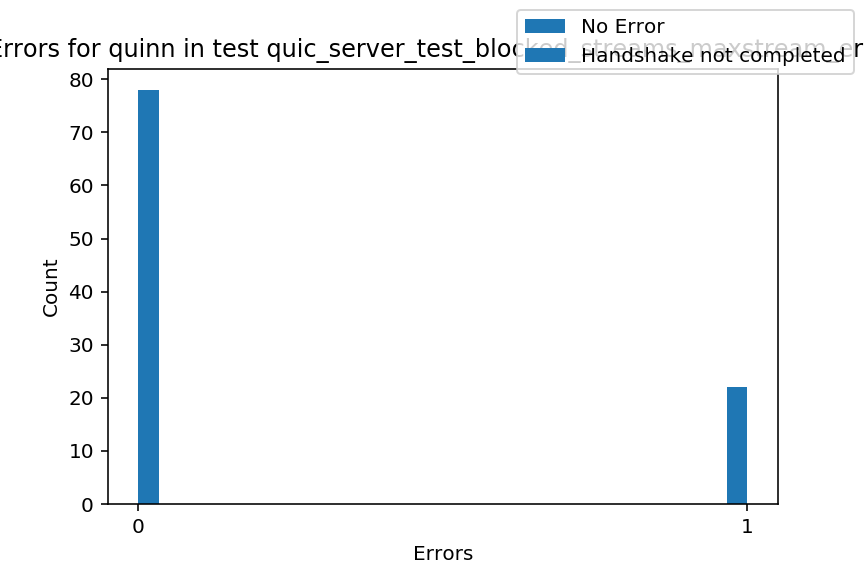 No Error
Errors for quinn in test quic_server_test_blocked_streams_maxstream_er
Handshake not completed
80
70
60
50
40
30
20
10
0
Count
0 1
Errors